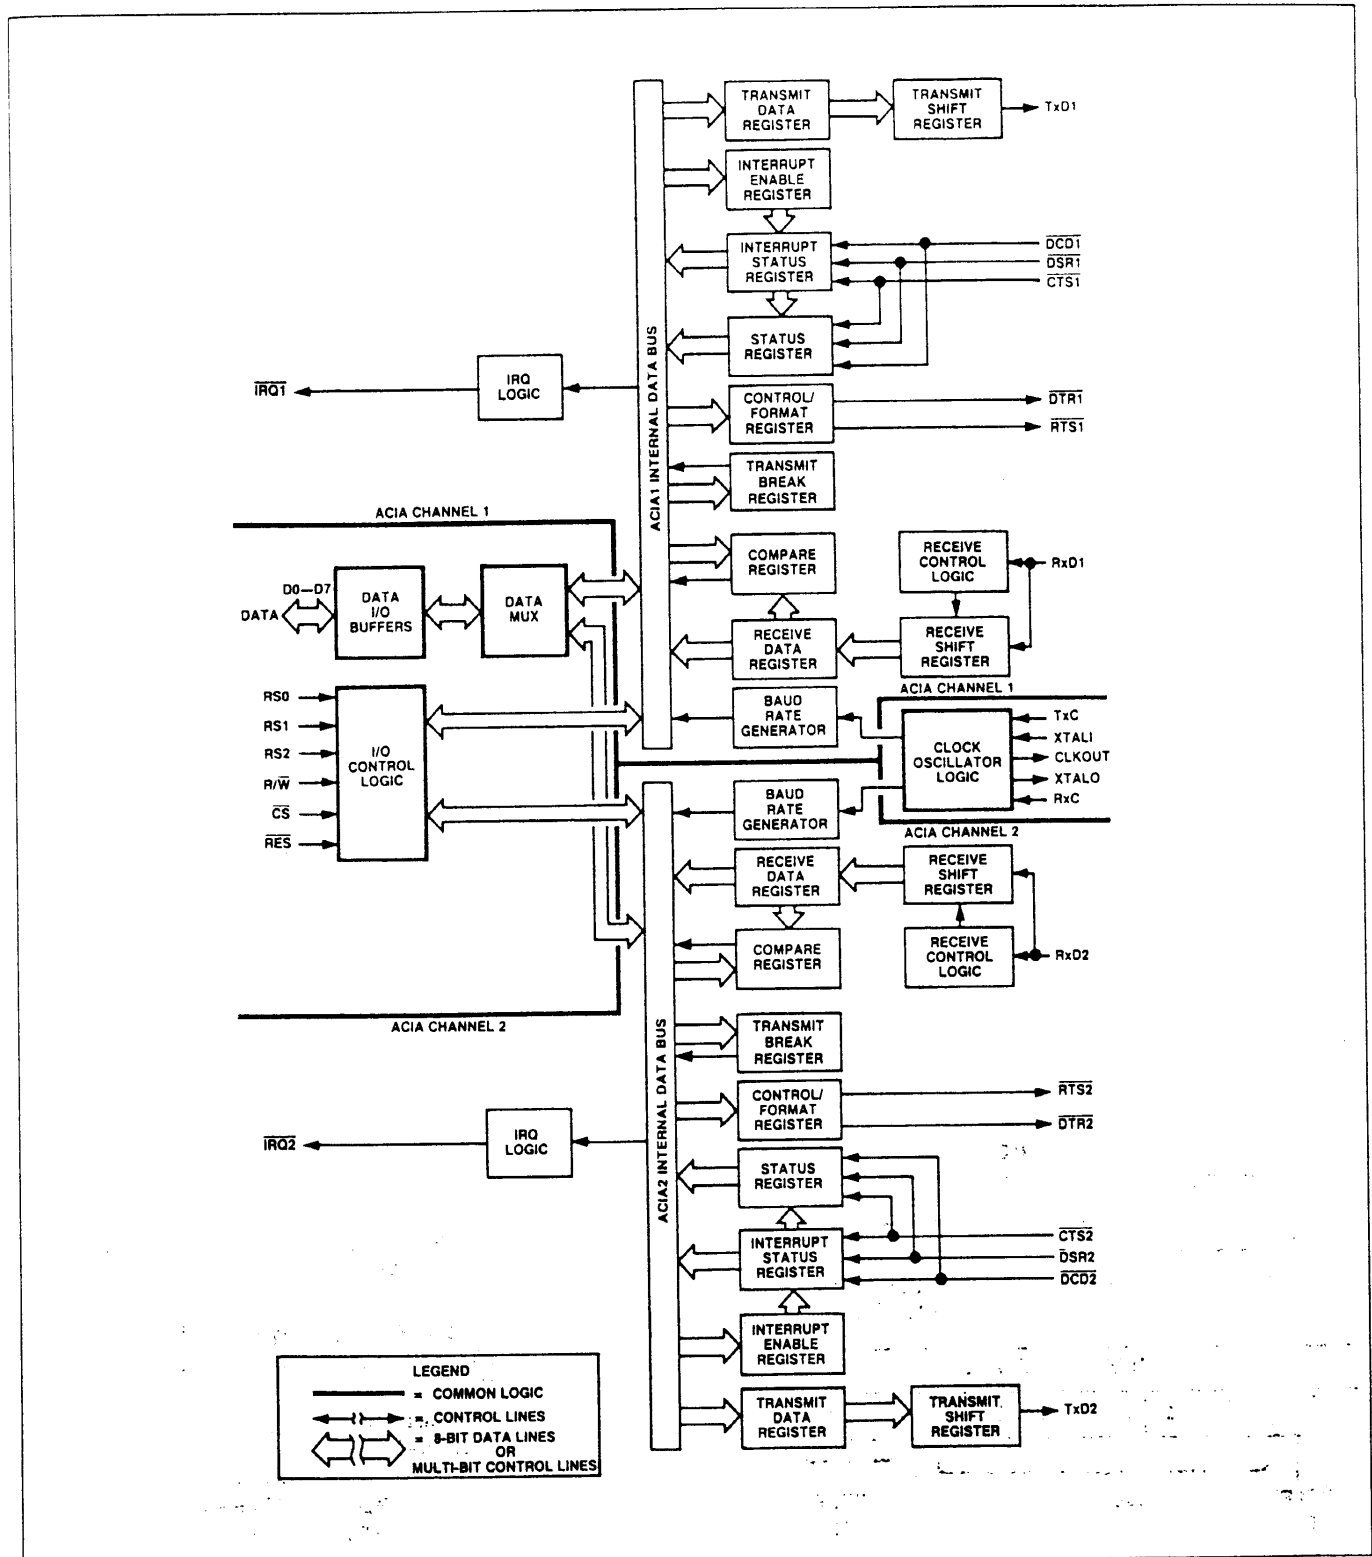 TRANSMIT
DATA
REGISTER
TRANSMIT
SHIFT
REGISTER
TxD1
INTERRUPT
ENABLE
REGISTER
INTERRUPT
STATUS
REGISTER
DCD1
DSR1
CTS1
STATUS
REGISTER
IRQ1
IRQ
LOGIC
CONTROL/
FORMAT
REGISTER
DTR1
RTS1
TRANSMIT
BREAK
REGISTER
ACIA1 INTERNAL DATA BUS
ACIA CHANNEL 1
COMPARE
REGISTER
RECEIVE
CONTROL
LOGIC
RxD1
D0—D7
DATA
DATA
I/O
BUFFERS
DATA
MUX
RECEIVE
DATA
REGISTER
RECEIVE
SHIFT
REGISTER
ACIA CHANNEL 1
RS0
RS1
RS2
R/W
CS
RES
I/O
CONTROL
LOGIC
BAUD
RATE
GENERATOR
CLOCK
OSCILLATOR
LOGIC
TxC
XTALI
CLKOUT
XTALO
RxC
BAUD
RATE
GENERATOR
ACIA CHANNEL 2
RECEIVE
DATA
REGISTER
RECEIVE
SHIFT
REGISTER
COMPARE
REGISTER
RECEIVE
CONTROL
LOGIC
RxD2
ACIA CHANNEL 2
ACIA2 INTERNAL DATA BUS
TRANSMIT
BREAK
REGISTER
CONTROL/
FORMAT
REGISTER
RTS2
DTR2
IRQ2
IRQ
LOGIC
STATUS
REGISTER
INTERRUPT
STATUS
REGISTER
CTS2
DSR2
DCD2
INTERRUPT
ENABLE
REGISTER
TRANSMIT
DATA
REGISTER
TRANSMIT
SHIFT
REGISTER
TxD2
LEGEND
= COMMON LOGIC
= CONTROL LINES
= 8-BIT DATA LINES
OR
MULTI-BIT CONTROL LINES